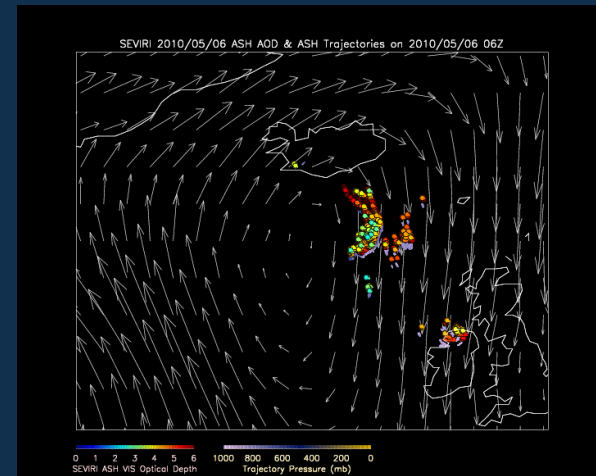 SEVIRI 2010/05/06 ASH AOD & ASH Trajectories on 2010/05/06 06Z
0 1 2 3 4 5 6
SEVIRI ASH VIS Optical Depth
1000 800 600 400 200 0
Trajectory Pressure (mb)